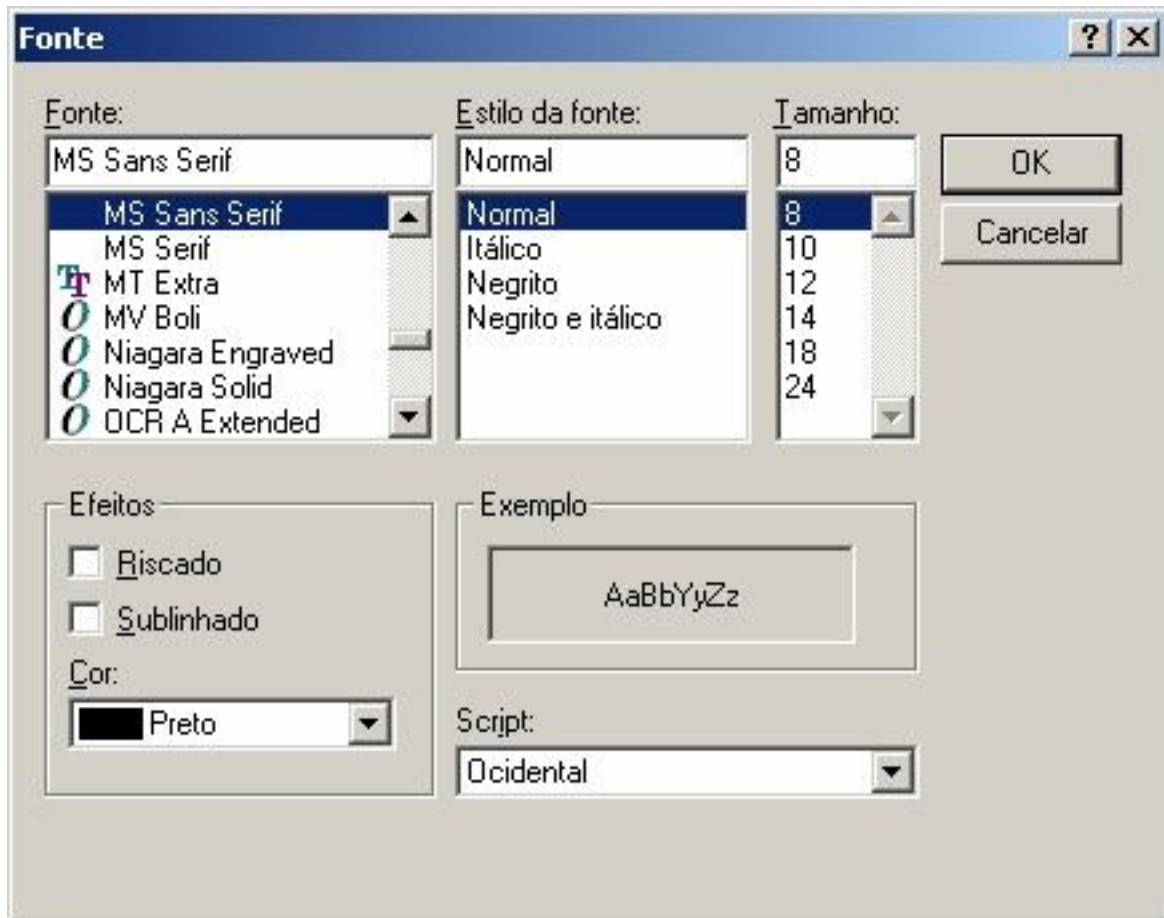 Fonte
Fonte:
MS Sans Serif
MS Sans Serif
MS Serif
MT Extra
MV Boli
Niagara Engraved
Niagara Solid
OCR A Extended
Estilo da fonte:
Normal
Normal
Itálico
Negrito
Negrito e itálico
Tamanho:
8
8
10
12
14
18
24
OK
Cancelar
Efeitos
Riscado
Sublinhado
Cor:
Preto
Exemplo
AaBbYyZz
Script:
Ocidental